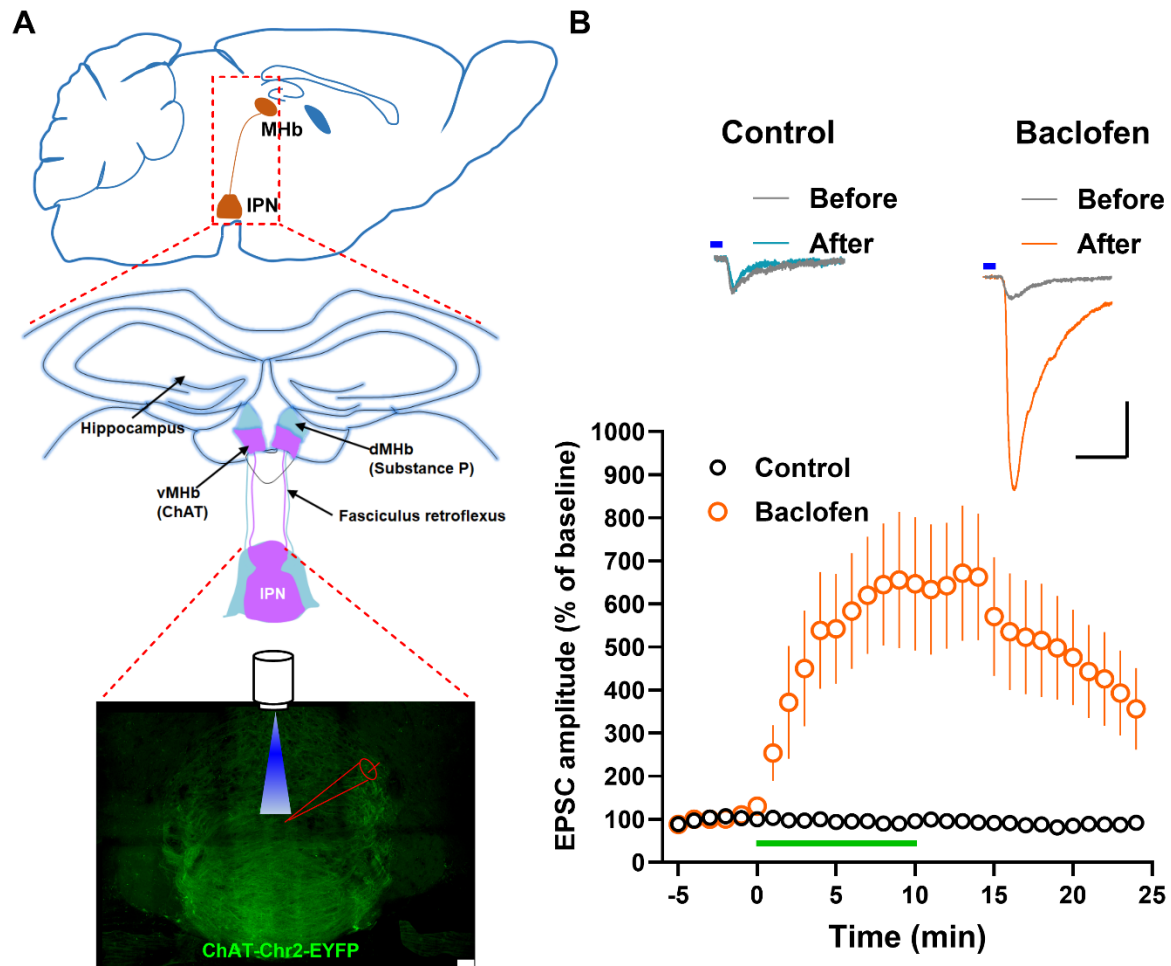 A
MHb
IPN
Hippocampus
dMHb
(Substance P)
vMHb
(ChAT)
Fasciculus retroflexus
IPN
ChAT-Chr2-EYFP
B
Control
Before
After
Baclofen
Before
After
Control
Baclofen
EPSC amplitude (% of baseline)
1000
900
800
700
600
500
400
300
200
100
0
-5 0 5 10 15 20 25
Time (min)